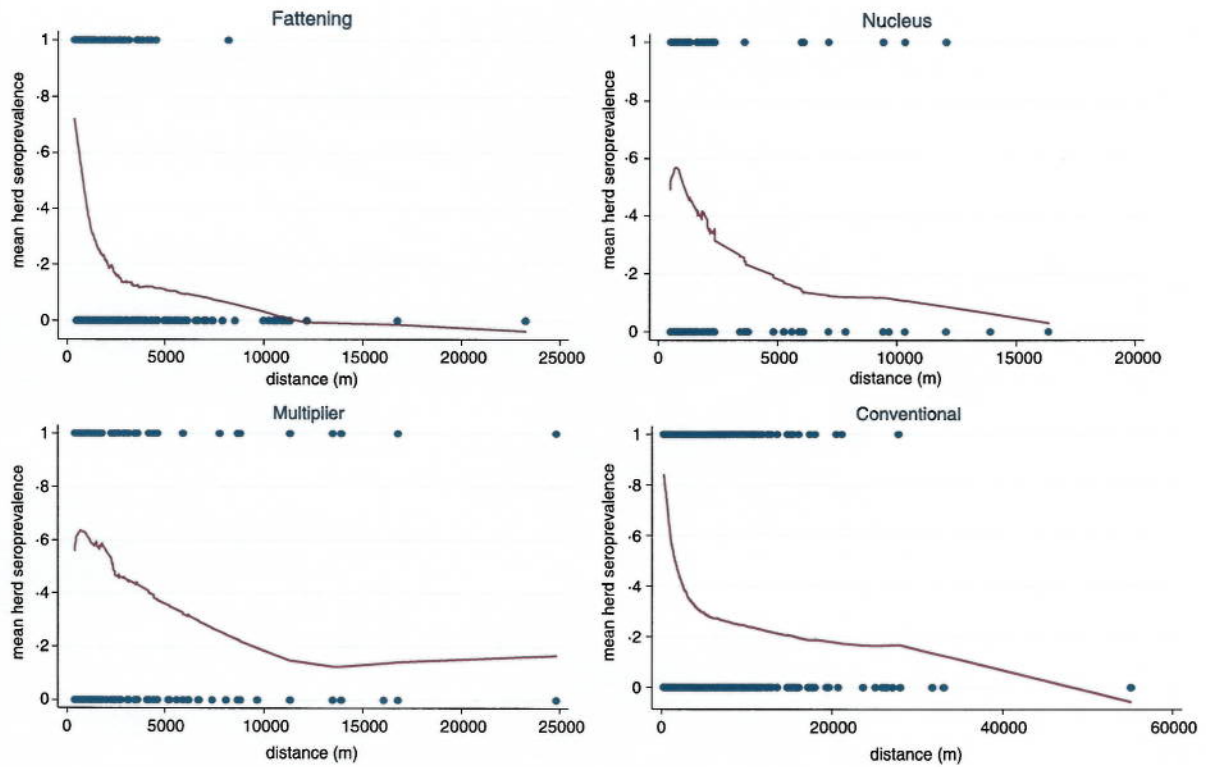 Fattening
mean herd seroprevalence
1
·8
·6
·4
·2
0
0 5000 10000 15000 20000 25000
distance (m)
Nucleus
mean herd seroprevalence
1
·8
·6
·4
·2
0
0 5000 10000 15000 20000
distance (m)
Multiplier
mean herd seroprevalence
1
·8
·6
·4
·2
0
0 5000 10000 15000 20000 25000
distance (m)
Conventional
mean herd seroprevalence
1
·8
·6
·4
·2
0
0 20000 40000 60000
distance (m)